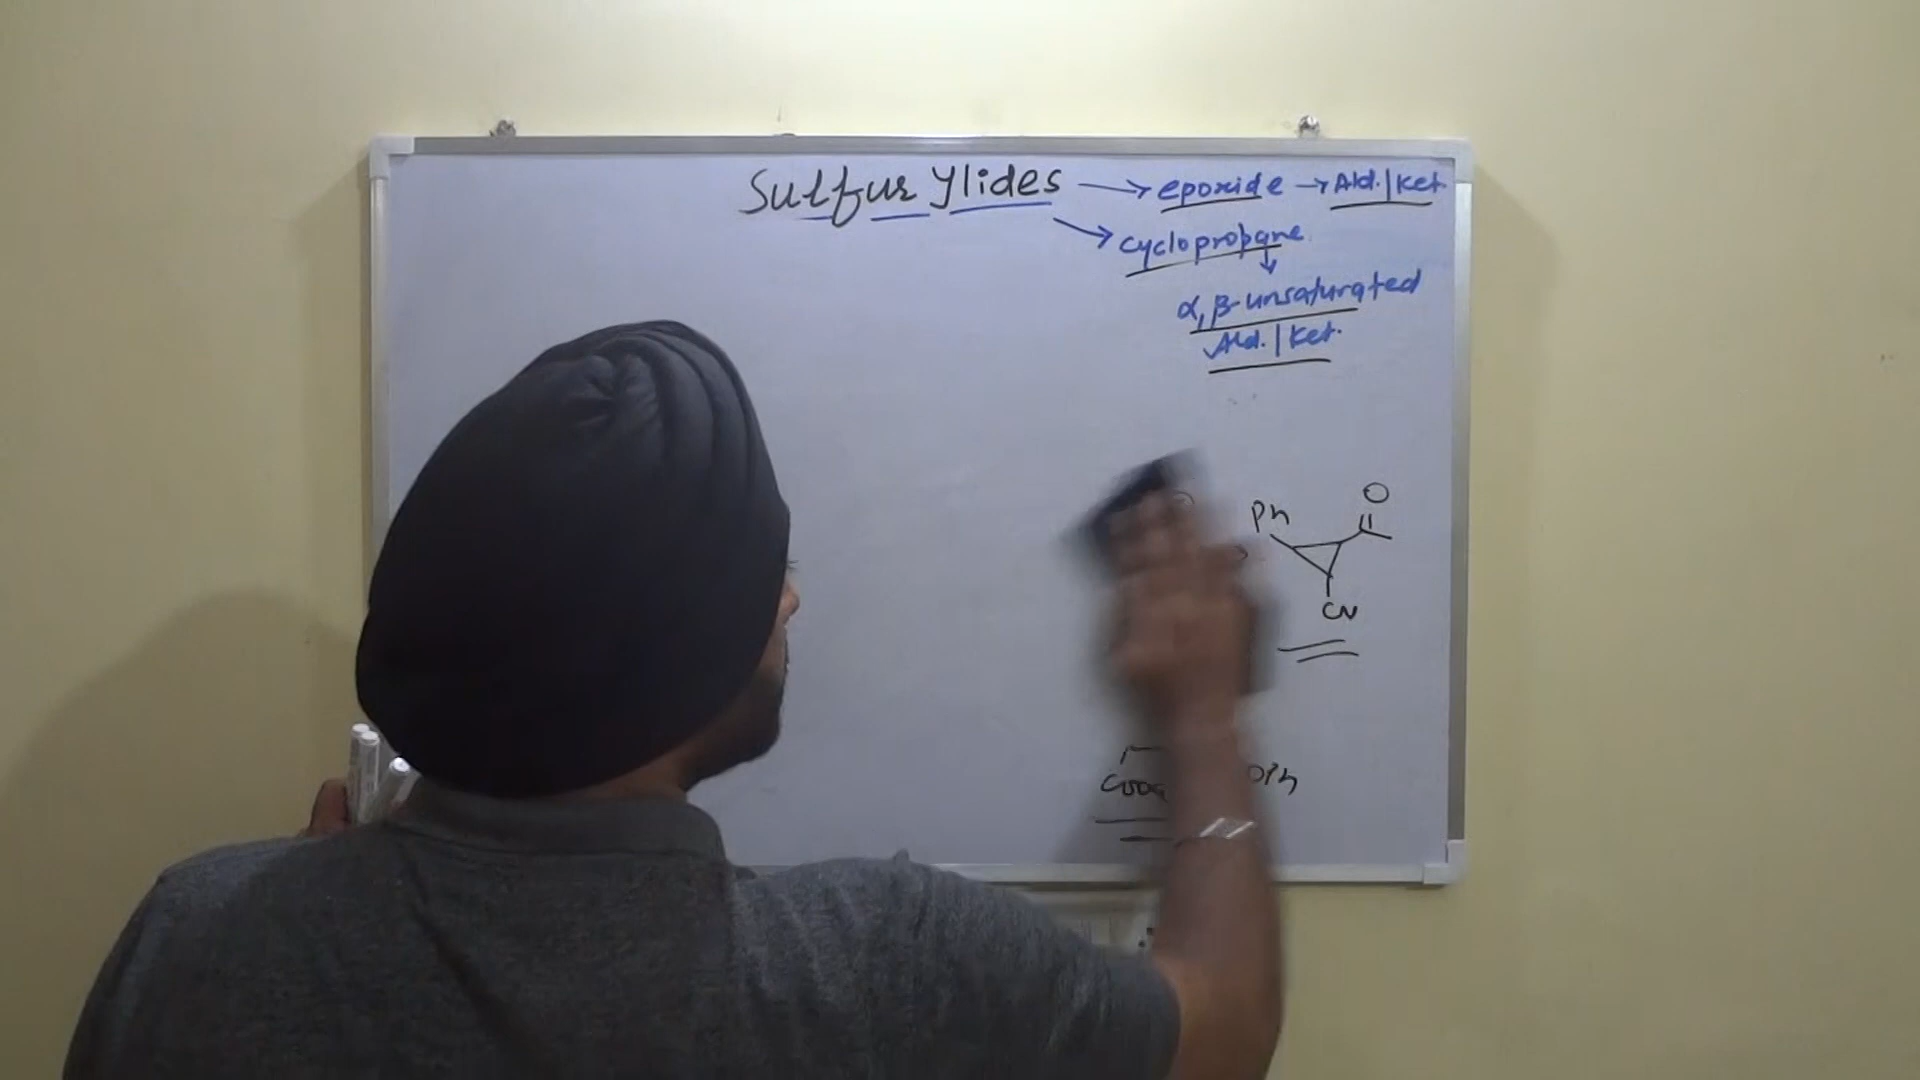 Sulfur Ylides → epoxide → Ald. | Ket.
→ cyclopropane
↓
α, β-unsaturated
Ald. | Ket.
O
Ph
CN